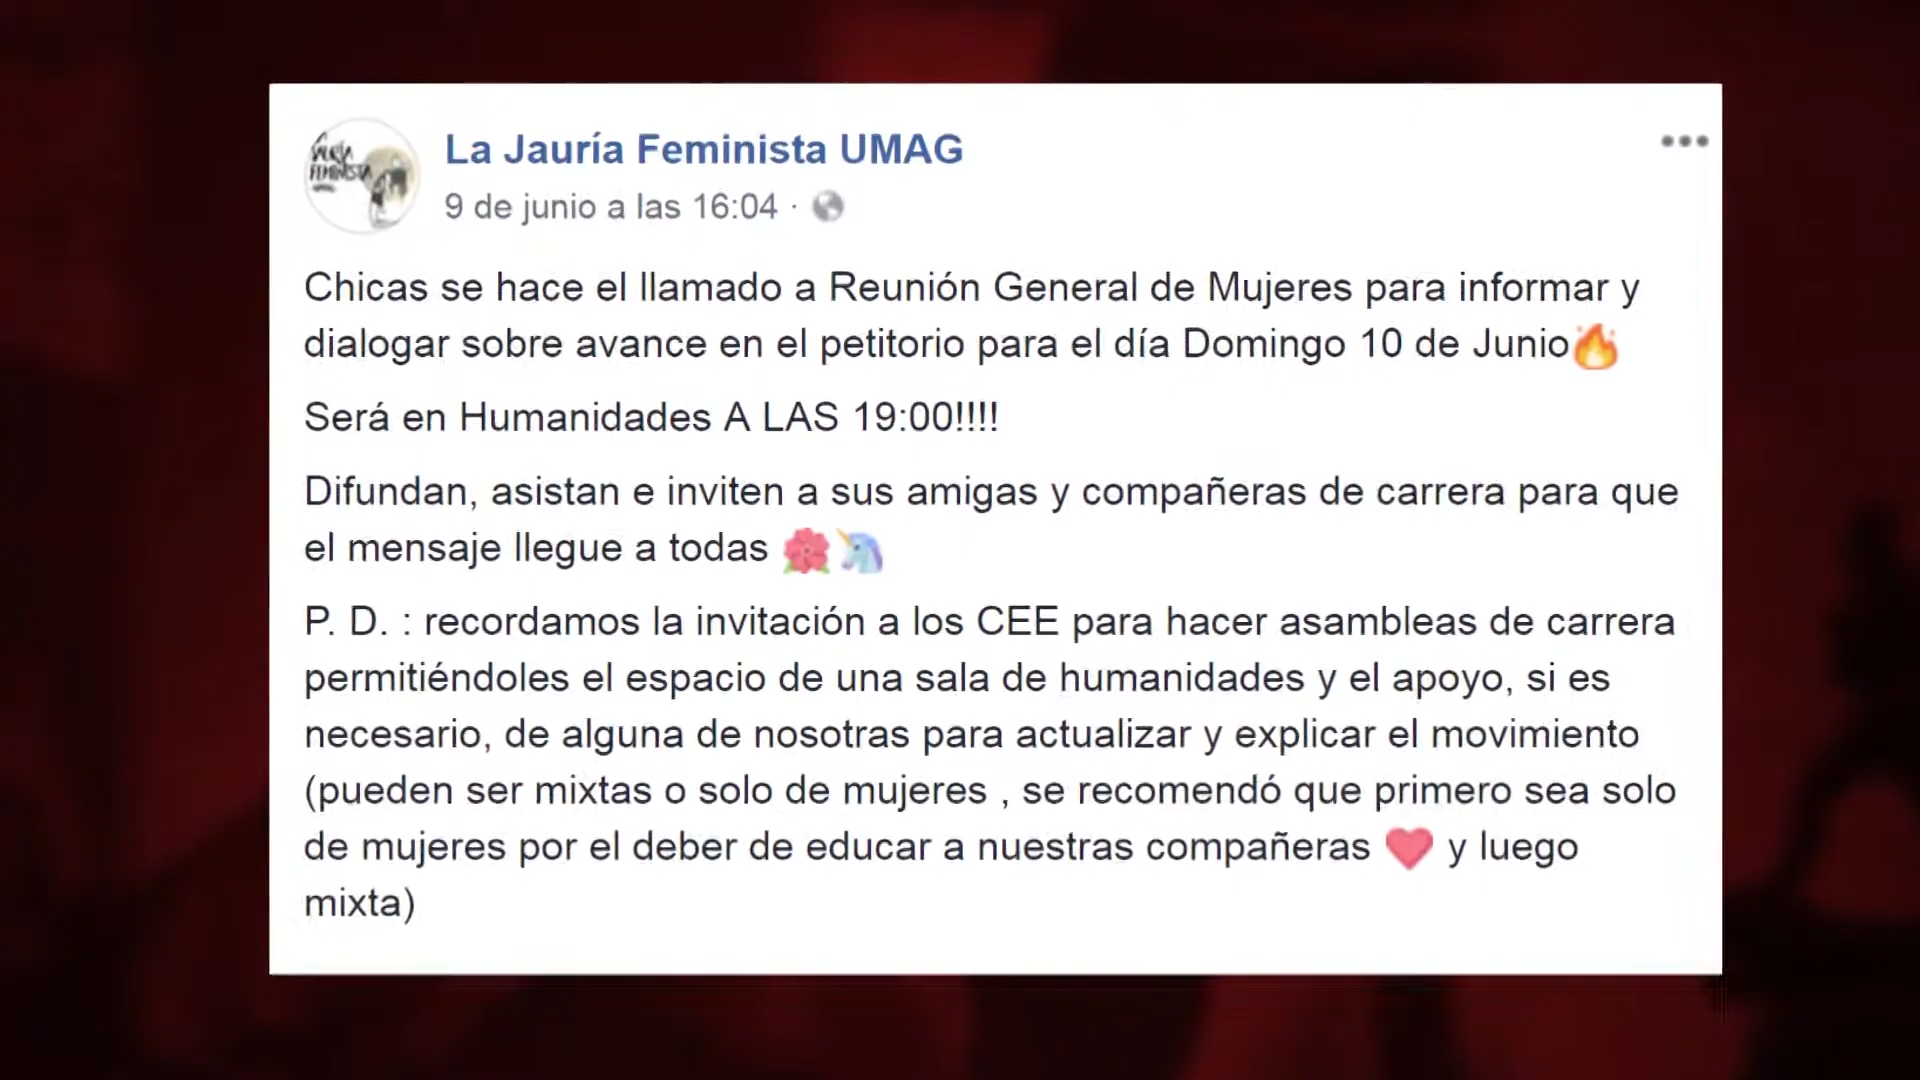 JAURÍA
FEMINISTA
La Jauría Feminista UMAG
9 de junio a las 16:04 ·
Chicas se hace el llamado a Reunión General de Mujeres para informar y
dialogar sobre avance en el petitorio para el día Domingo 10 de Junio🔥
Será en Humanidades A LAS 19:00!!!!
Difundan, asistan e inviten a sus amigas y compañeras de carrera para que
el mensaje llegue a todas 🌺🦄
P. D. : recordamos la invitación a los CEE para hacer asambleas de carrera
permitiéndoles el espacio de una sala de humanidades y el apoyo, si es
necesario, de alguna de nosotras para actualizar y explicar el movimiento
(pueden ser mixtas o solo de mujeres , se recomendó que primero sea solo
de mujeres por el deber de educar a nuestras compañeras ❤️ y luego
mixta)